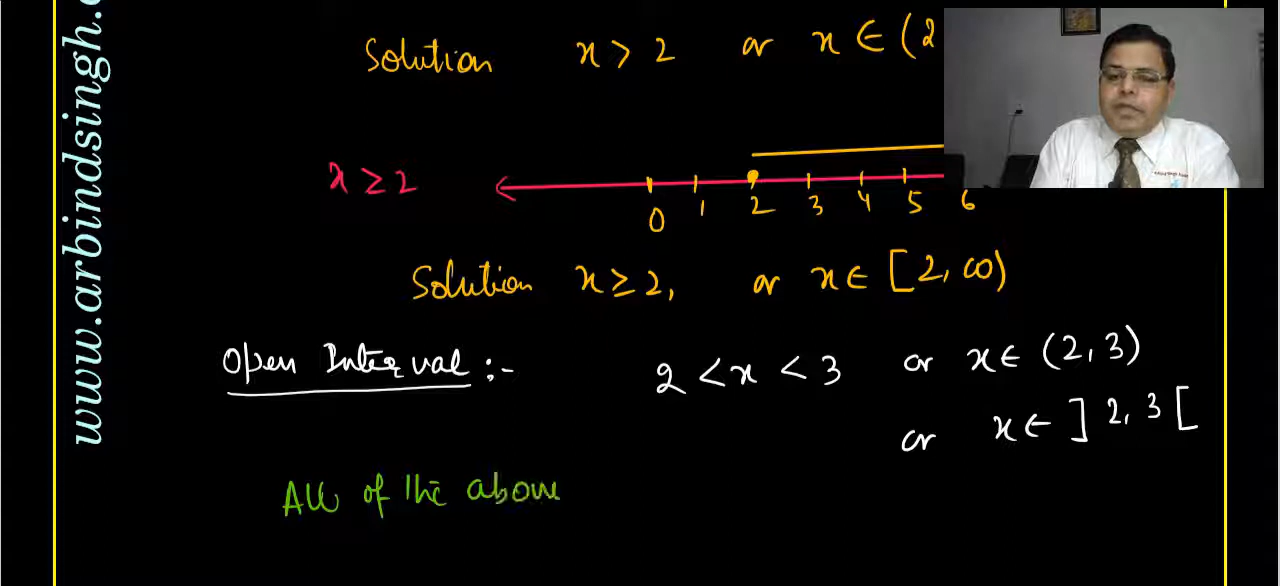 www.arbindsingh.
Solution x > 2 or x ∈ (2
x ≥ 2
0 1 2 3 4 5 6
Solution x ≥ 2, or x ∈ [2, ∞)
Open Interval :- 2 < x < 3 or x ∈ (2, 3)
or x ∈ ] 2, 3 [
All of the above